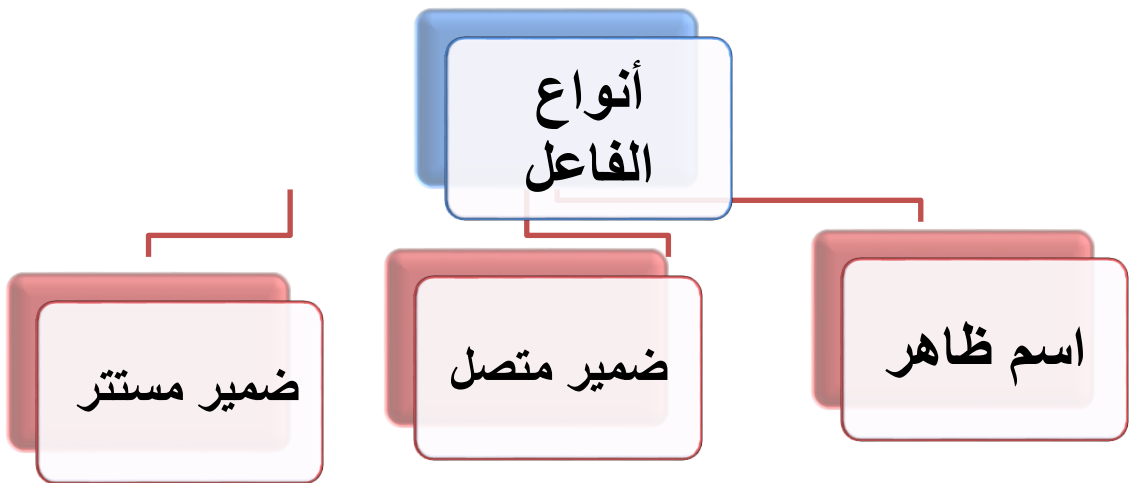 أنواع
الفاعل
اسم ظاهر
ضمير متصل
ضمير مستتر